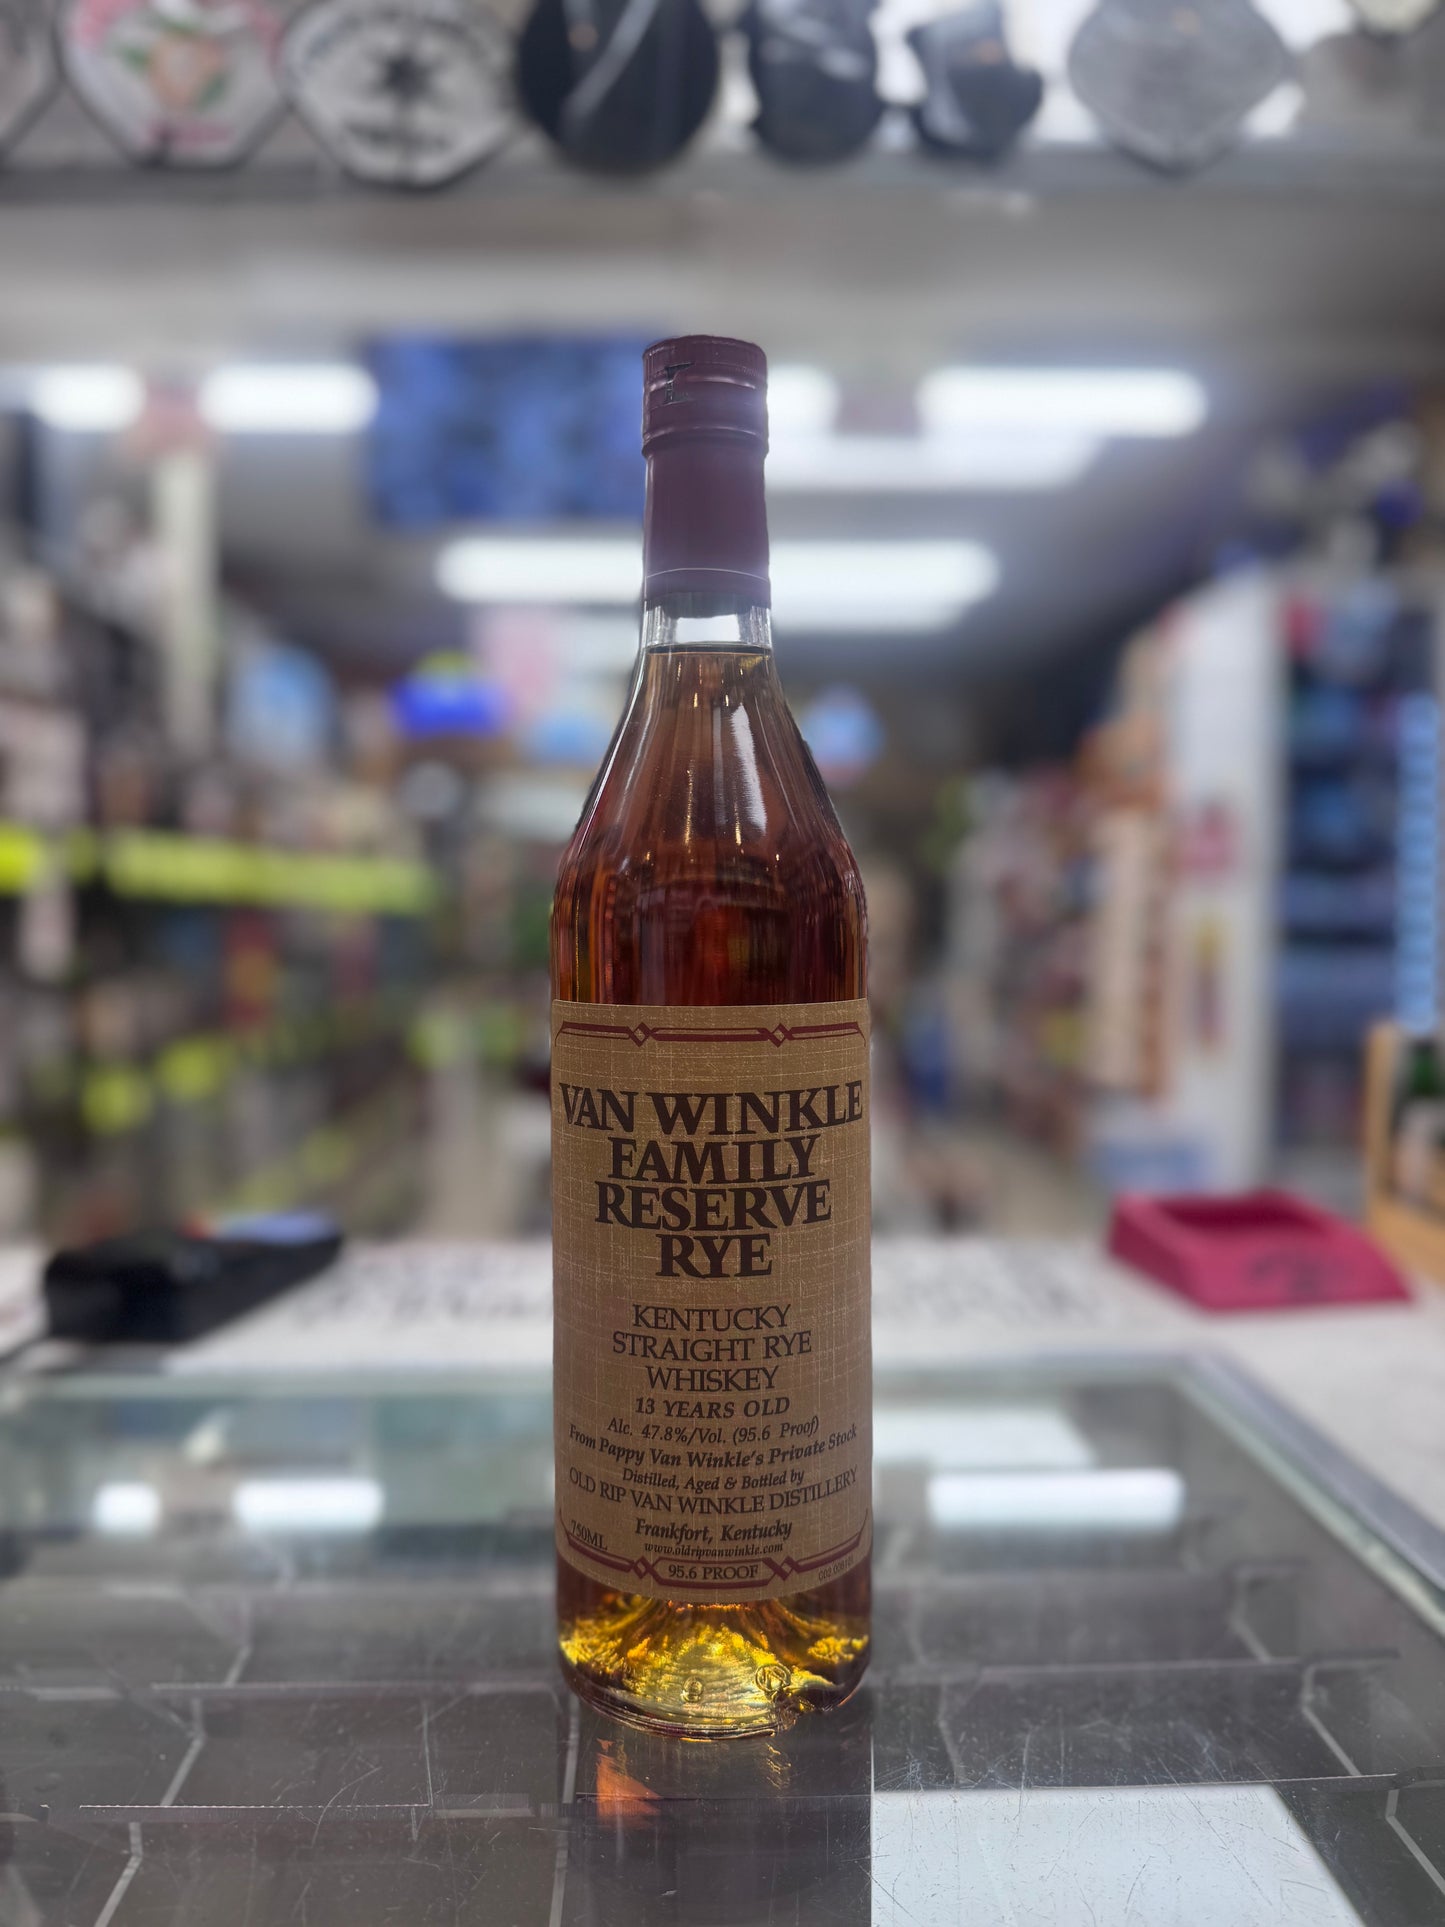 VAN WINKLE
FAMILY
RESERVE
RYE
KENTUCKY
STRAIGHT RYE
WHISKEY
13 YEARS OLD
Alc. 47.8%/Vol. (95.6 Proof)
From Pappy Van Winkle's Private Stock
Distilled, Aged & Bottled by
OLD RIP VAN WINKLE DISTILLERY
Frankfort, Kentucky
750ML
www.oldripvanwinkle.com
95.6 PROOF